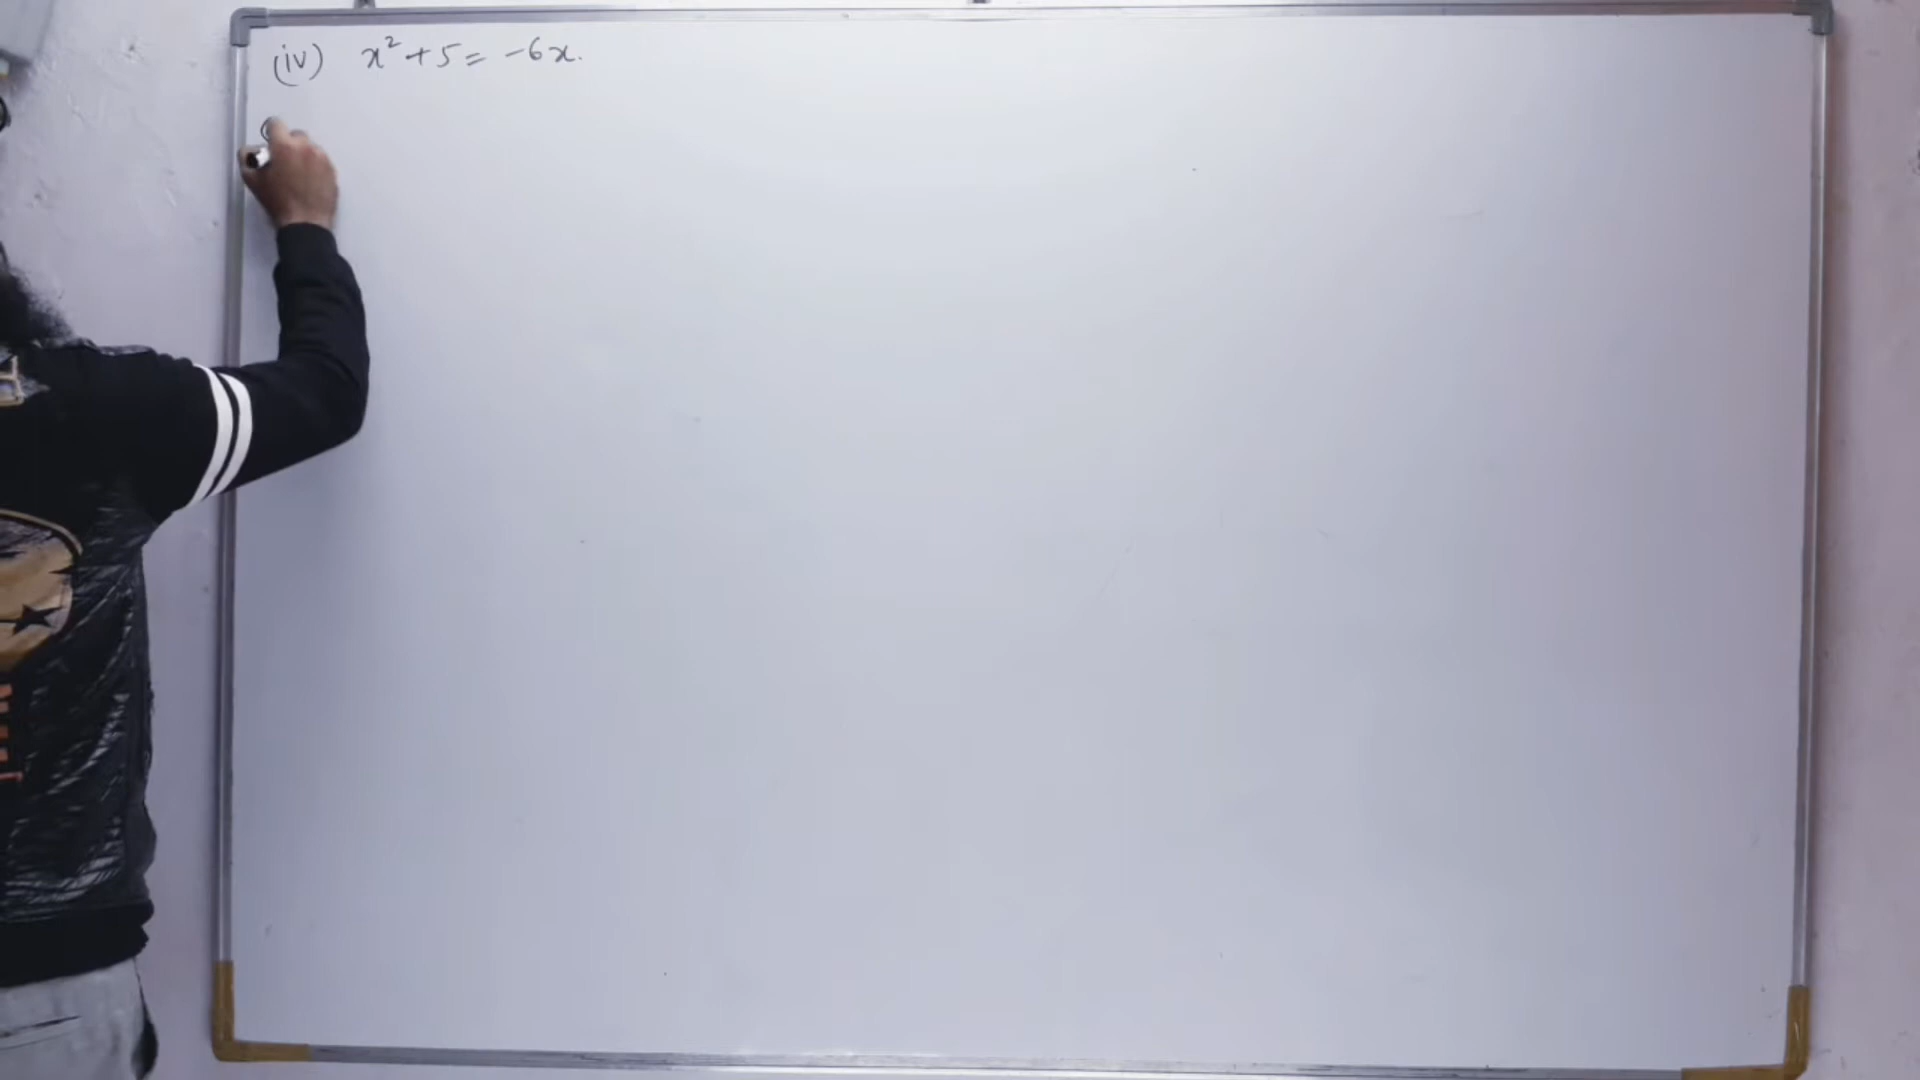 (iv) x² + 5 = -6x.